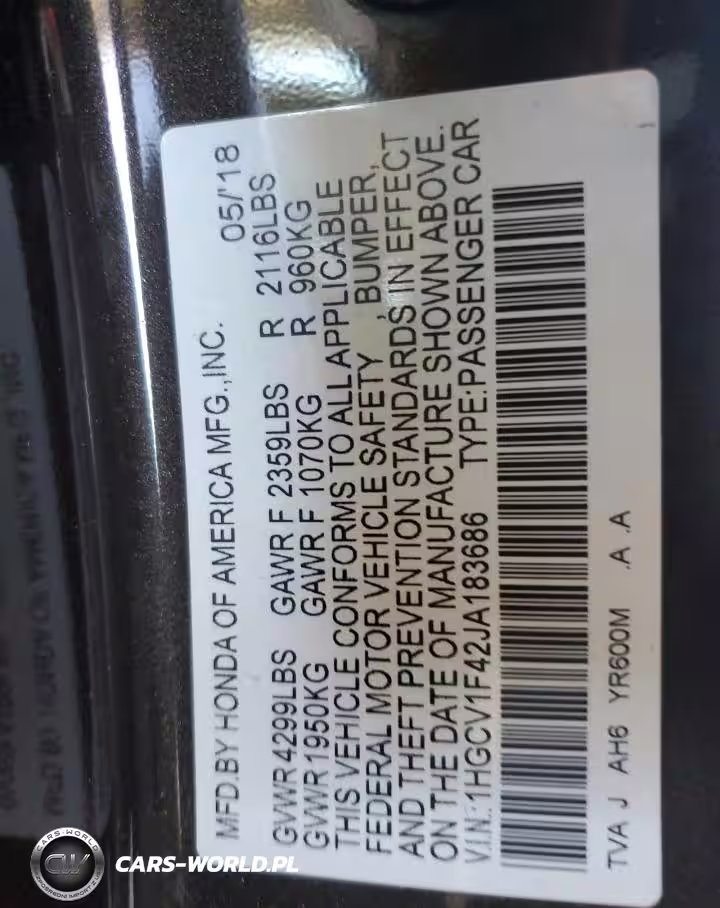 MFD.BY HONDA OF AMERICA MFG.,INC. 05/'18
GVWR 4299LBS GAWR F 2359LBS R 2116LBS
GVWR 1950KG GAWR F 1070KG R 960KG
THIS VEHICLE CONFORMS TO ALL APPLICABLE
FEDERAL MOTOR VEHICLE SAFETY , BUMPER,
AND THEFT PREVENTION STANDARDS IN EFFECT
ON THE DATE OF MANUFACTURE SHOWN ABOVE.
V.I.N.:1HGCV1F42JA183686 TYPE:PASSENGER CAR
TVA J AH6 YR600M .A .A
CW
CARS-WORLD.PL